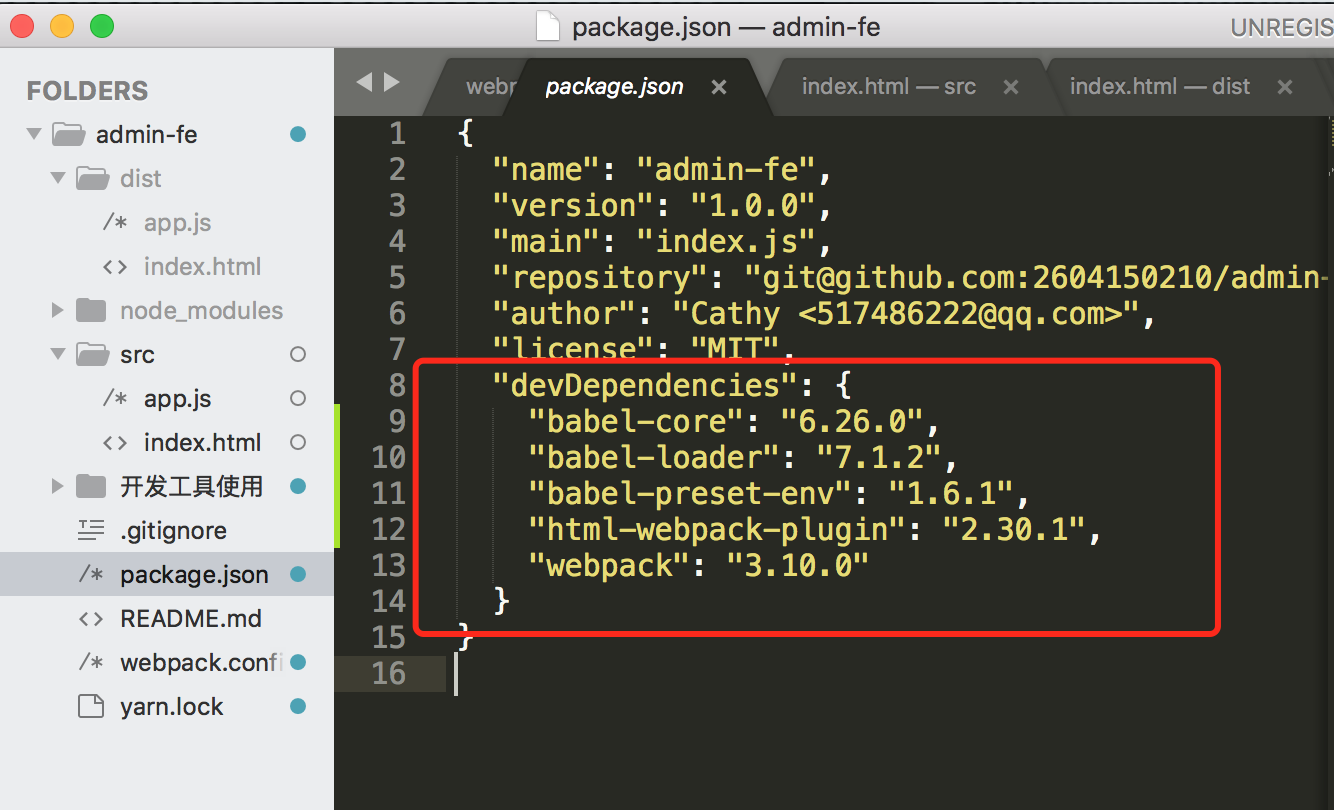 package.json — admin-fe
UNREGIS
FOLDERS
admin-fe
dist
app.js
index.html
node_modules
src
app.js
index.html
开发工具使用
.gitignore
package.json
README.md
webpack.confi
yarn.lock
webp
package.json
index.html — src
index.html — dist
1 {
2 "name": "admin-fe",
3 "version": "1.0.0",
4 "main": "index.js",
5 "repository": "git@github.com:2604150210/admin-
6 "author": "Cathy <517486222@qq.com>",
7 "license": "MIT",
8 "devDependencies": {
9 "babel-core": "6.26.0",
10 "babel-loader": "7.1.2",
11 "babel-preset-env": "1.6.1",
12 "html-webpack-plugin": "2.30.1",
13 "webpack": "3.10.0"
14 }
15 }
16